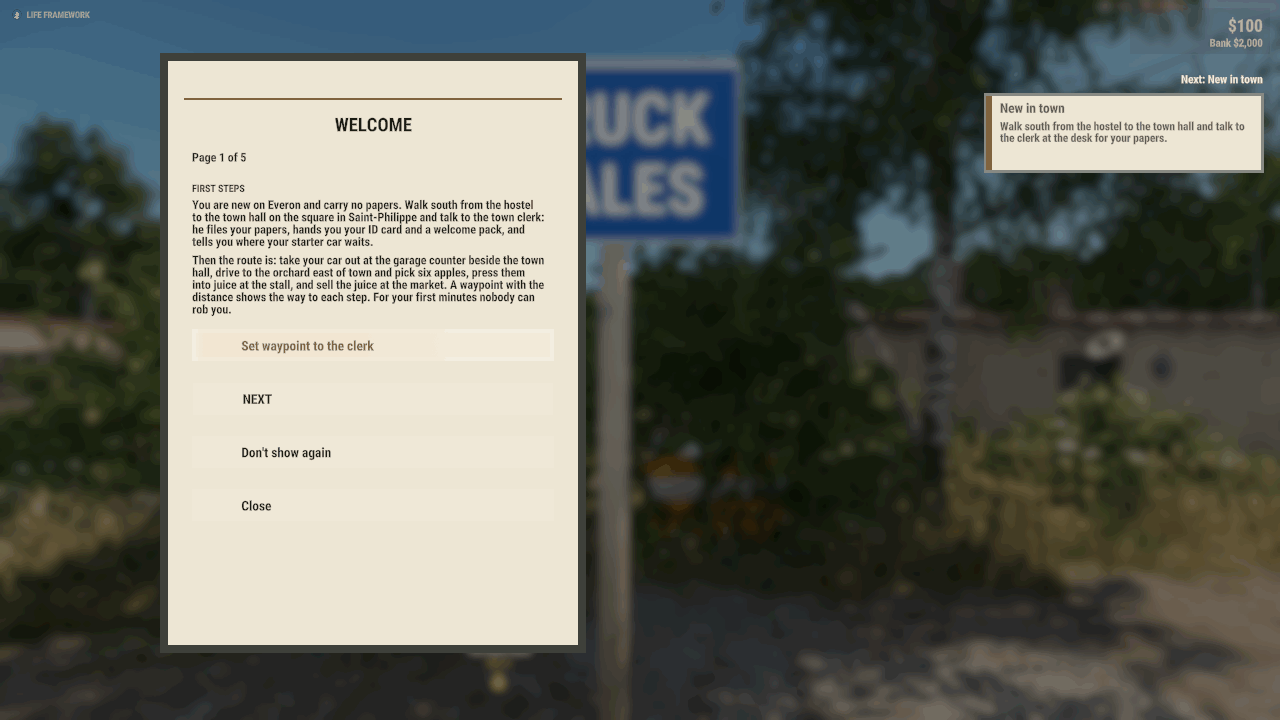 LIFE FRAMEWORK
$100
Bank $2,000
Next: New in town
New in town
Walk south from the hostel to the town hall and talk to
the clerk at the desk for your papers.
WELCOME
Page 1 of 5
FIRST STEPS
You are new on Everon and carry no papers. Walk south from the hostel
to the town hall on the square in Saint-Philippe and talk to the town clerk:
he files your papers, hands you your ID card and a welcome pack, and
tells you where your starter car waits.
Then the route is: take your car out at the garage counter beside the town
hall, drive to the orchard east of town and pick six apples, press them
into juice at the stall, and sell the juice at the market. A waypoint with the
distance shows the way to each step. For your first minutes nobody can
rob you.
Set waypoint to the clerk
NEXT
Don't show again
Close
RUCK
ALES